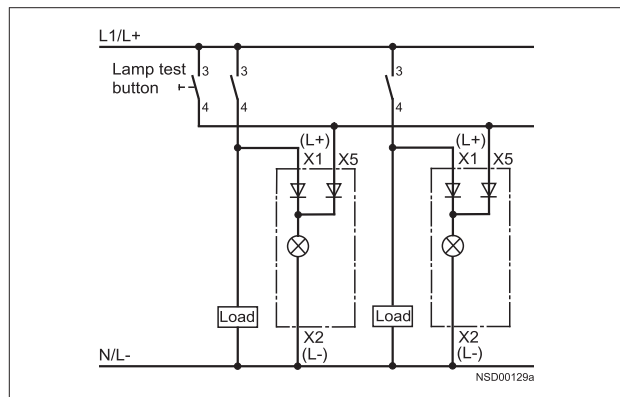 L1/L+
Lamp test
button
3
4
3
4
3
4
(L+)
X1
X5
(L+)
X1
X5
Load
Load
X2
(L-)
X2
(L-)
N/L-
NSD00129a